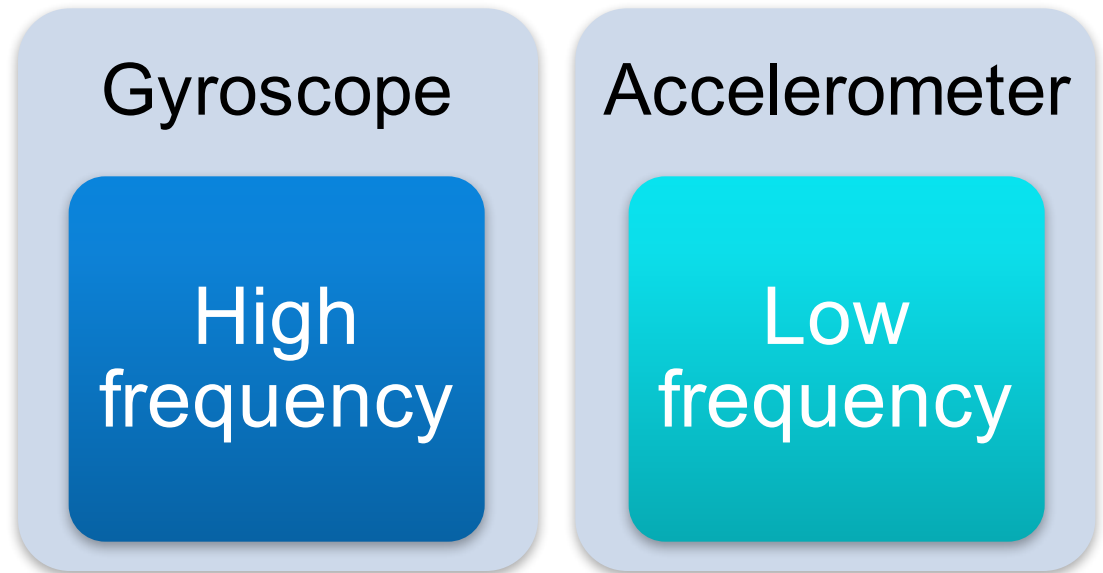 Gyroscope
High
frequency
Accelerometer
Low
frequency